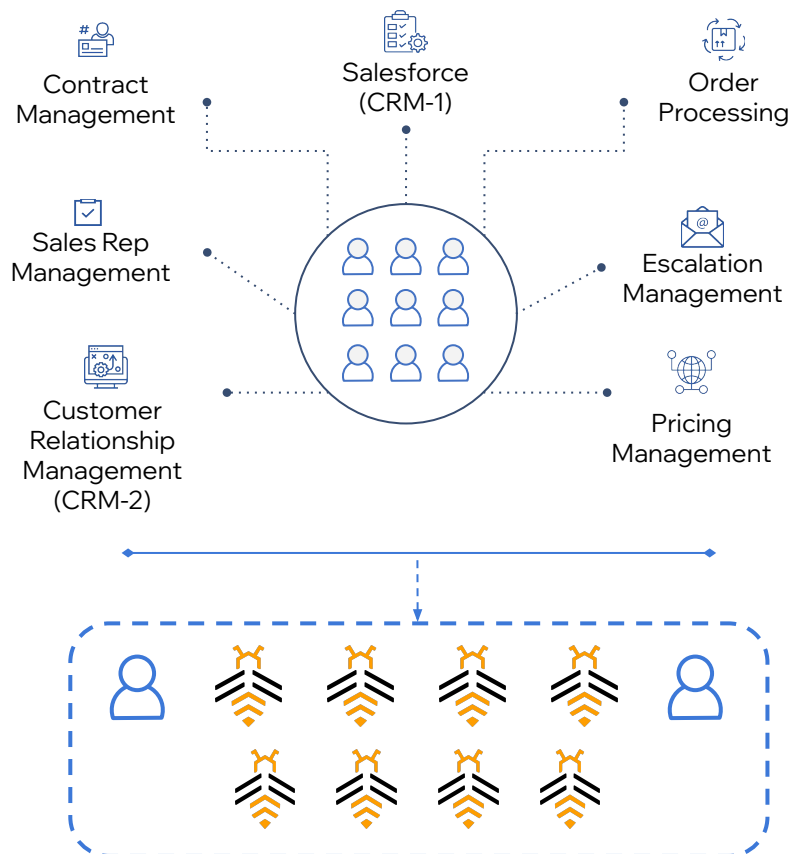 Contract
Management
Salesforce
(CRM-1)
Order
Processing
Sales Rep
Management
Escalation
Management
Customer
Relationship
Management
(CRM-2)
Pricing
Management